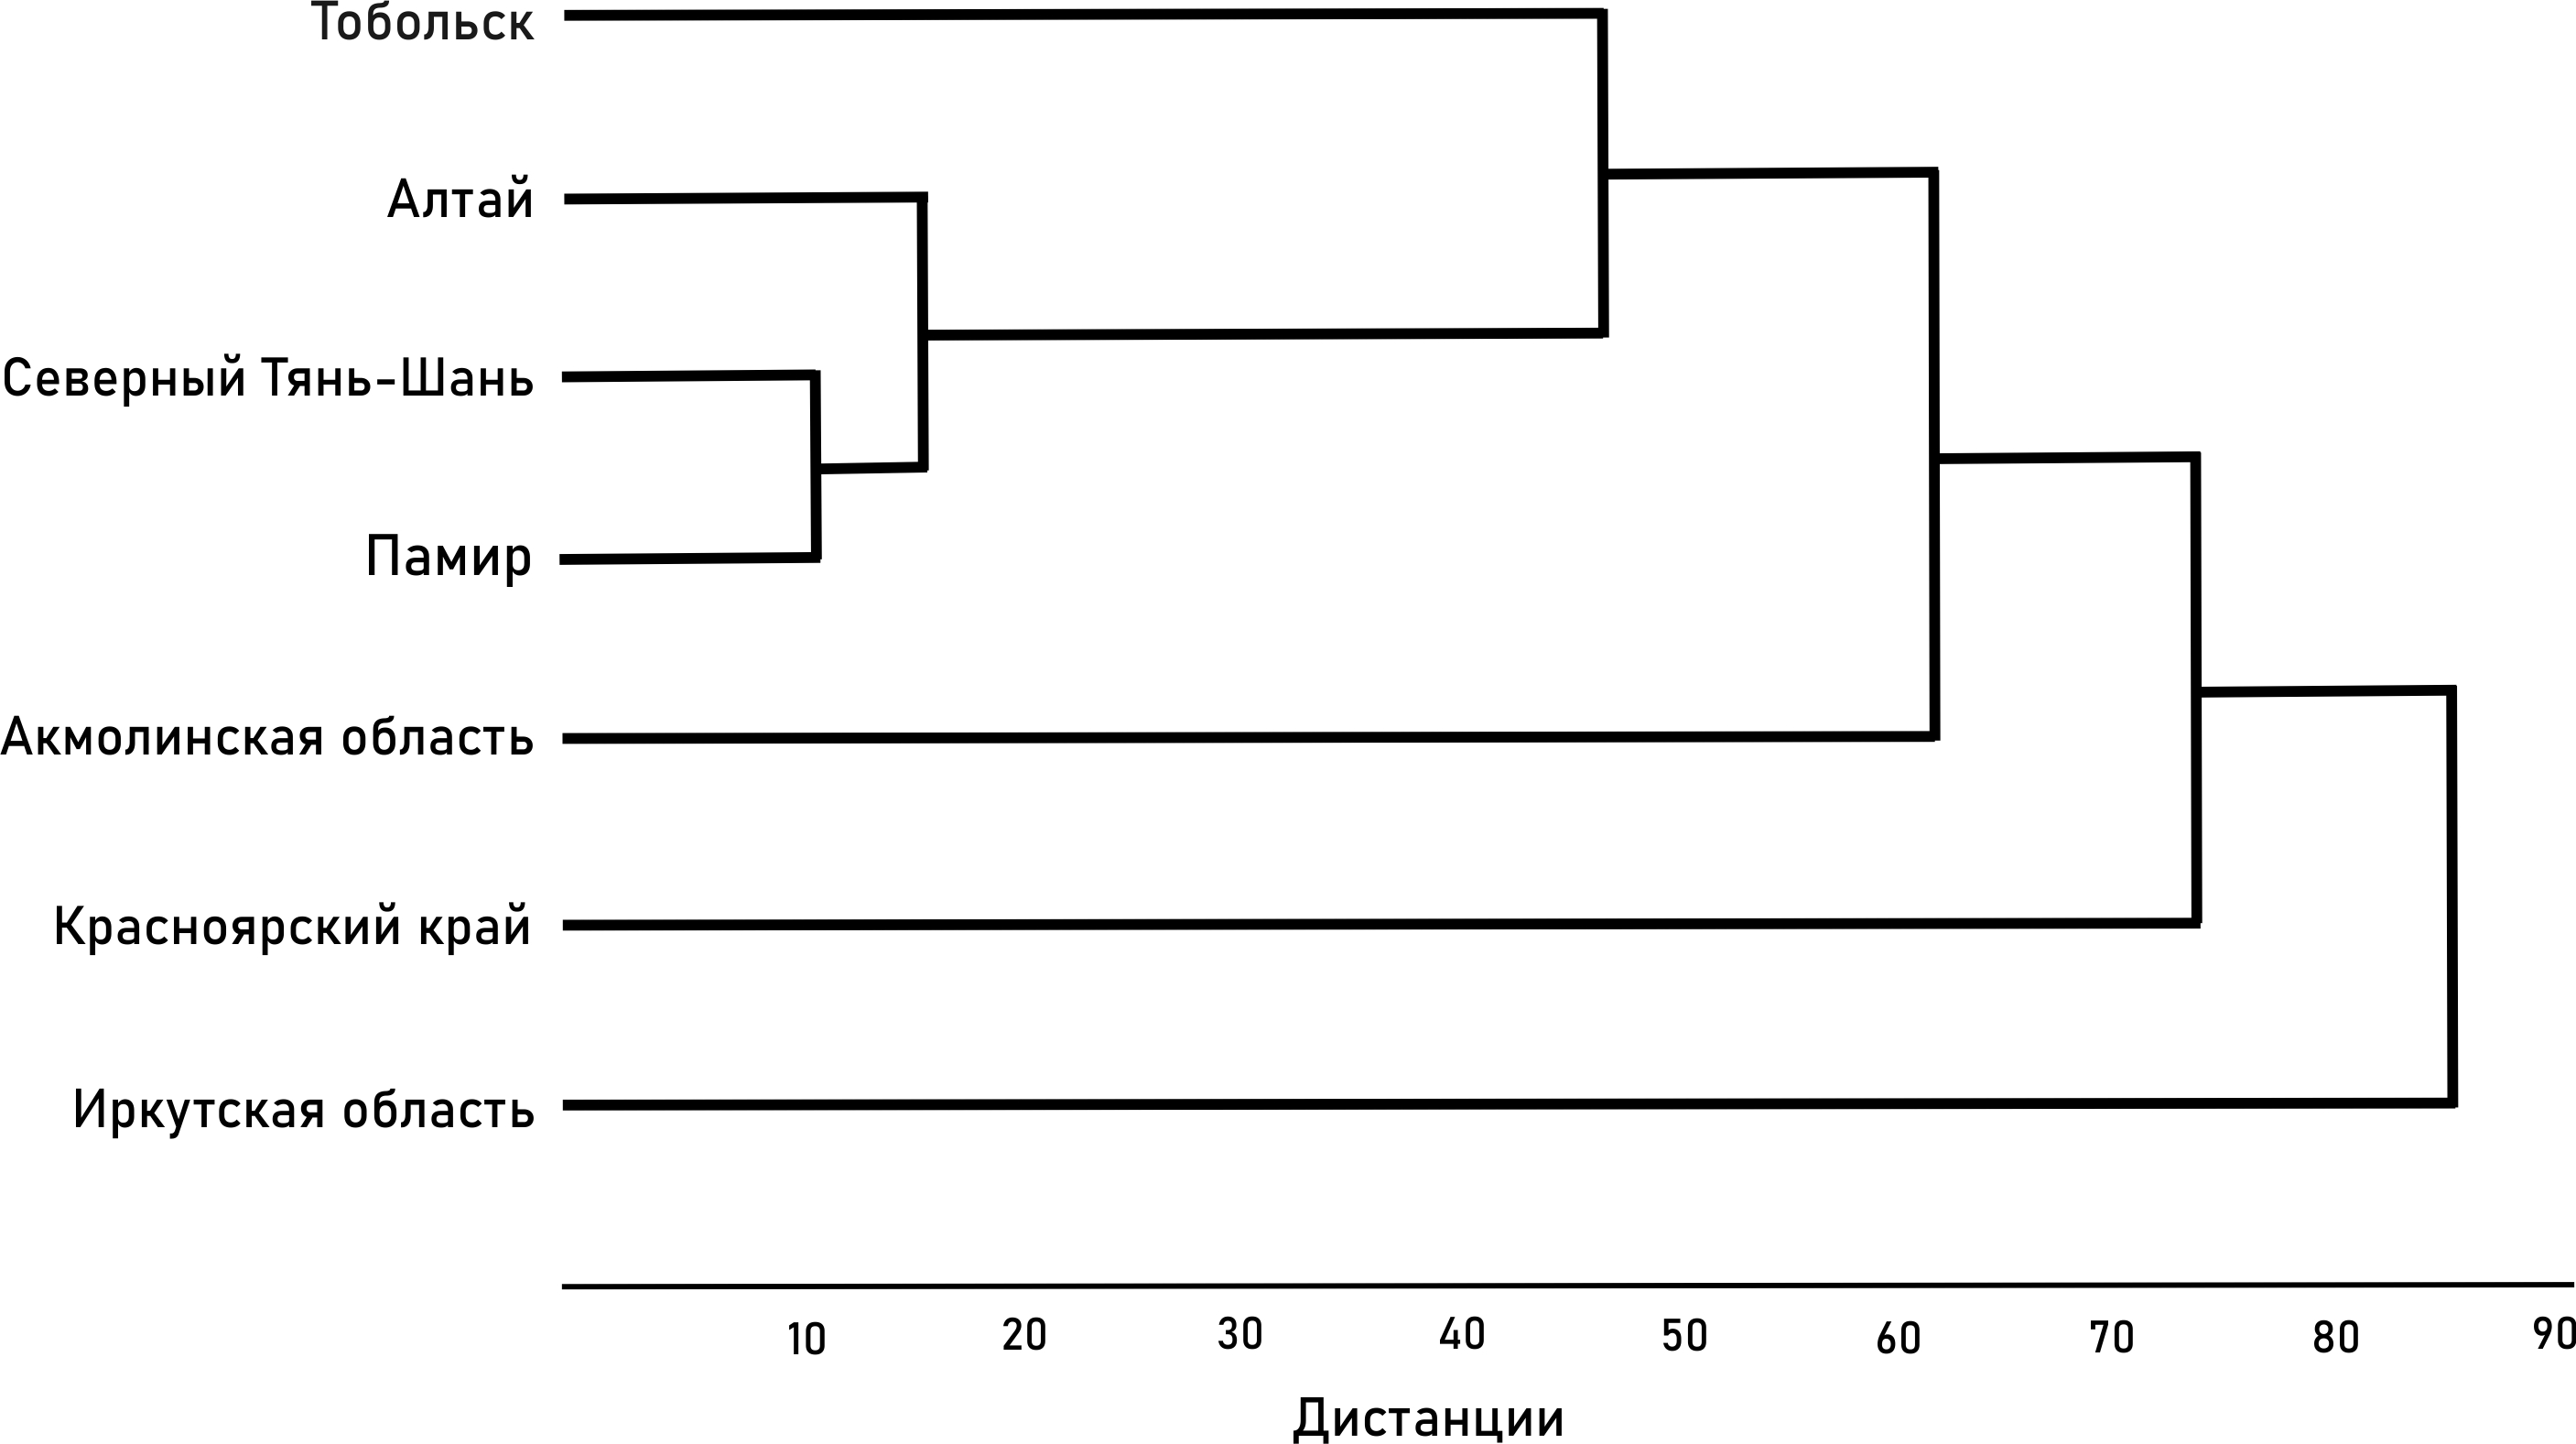 Тобольск
Алтай
Северный Тянь-Шань
Памир
Акмолинская область
Красноярский край
Иркутская область
10 20 30 40 50 60 70 80 90
Дистанции